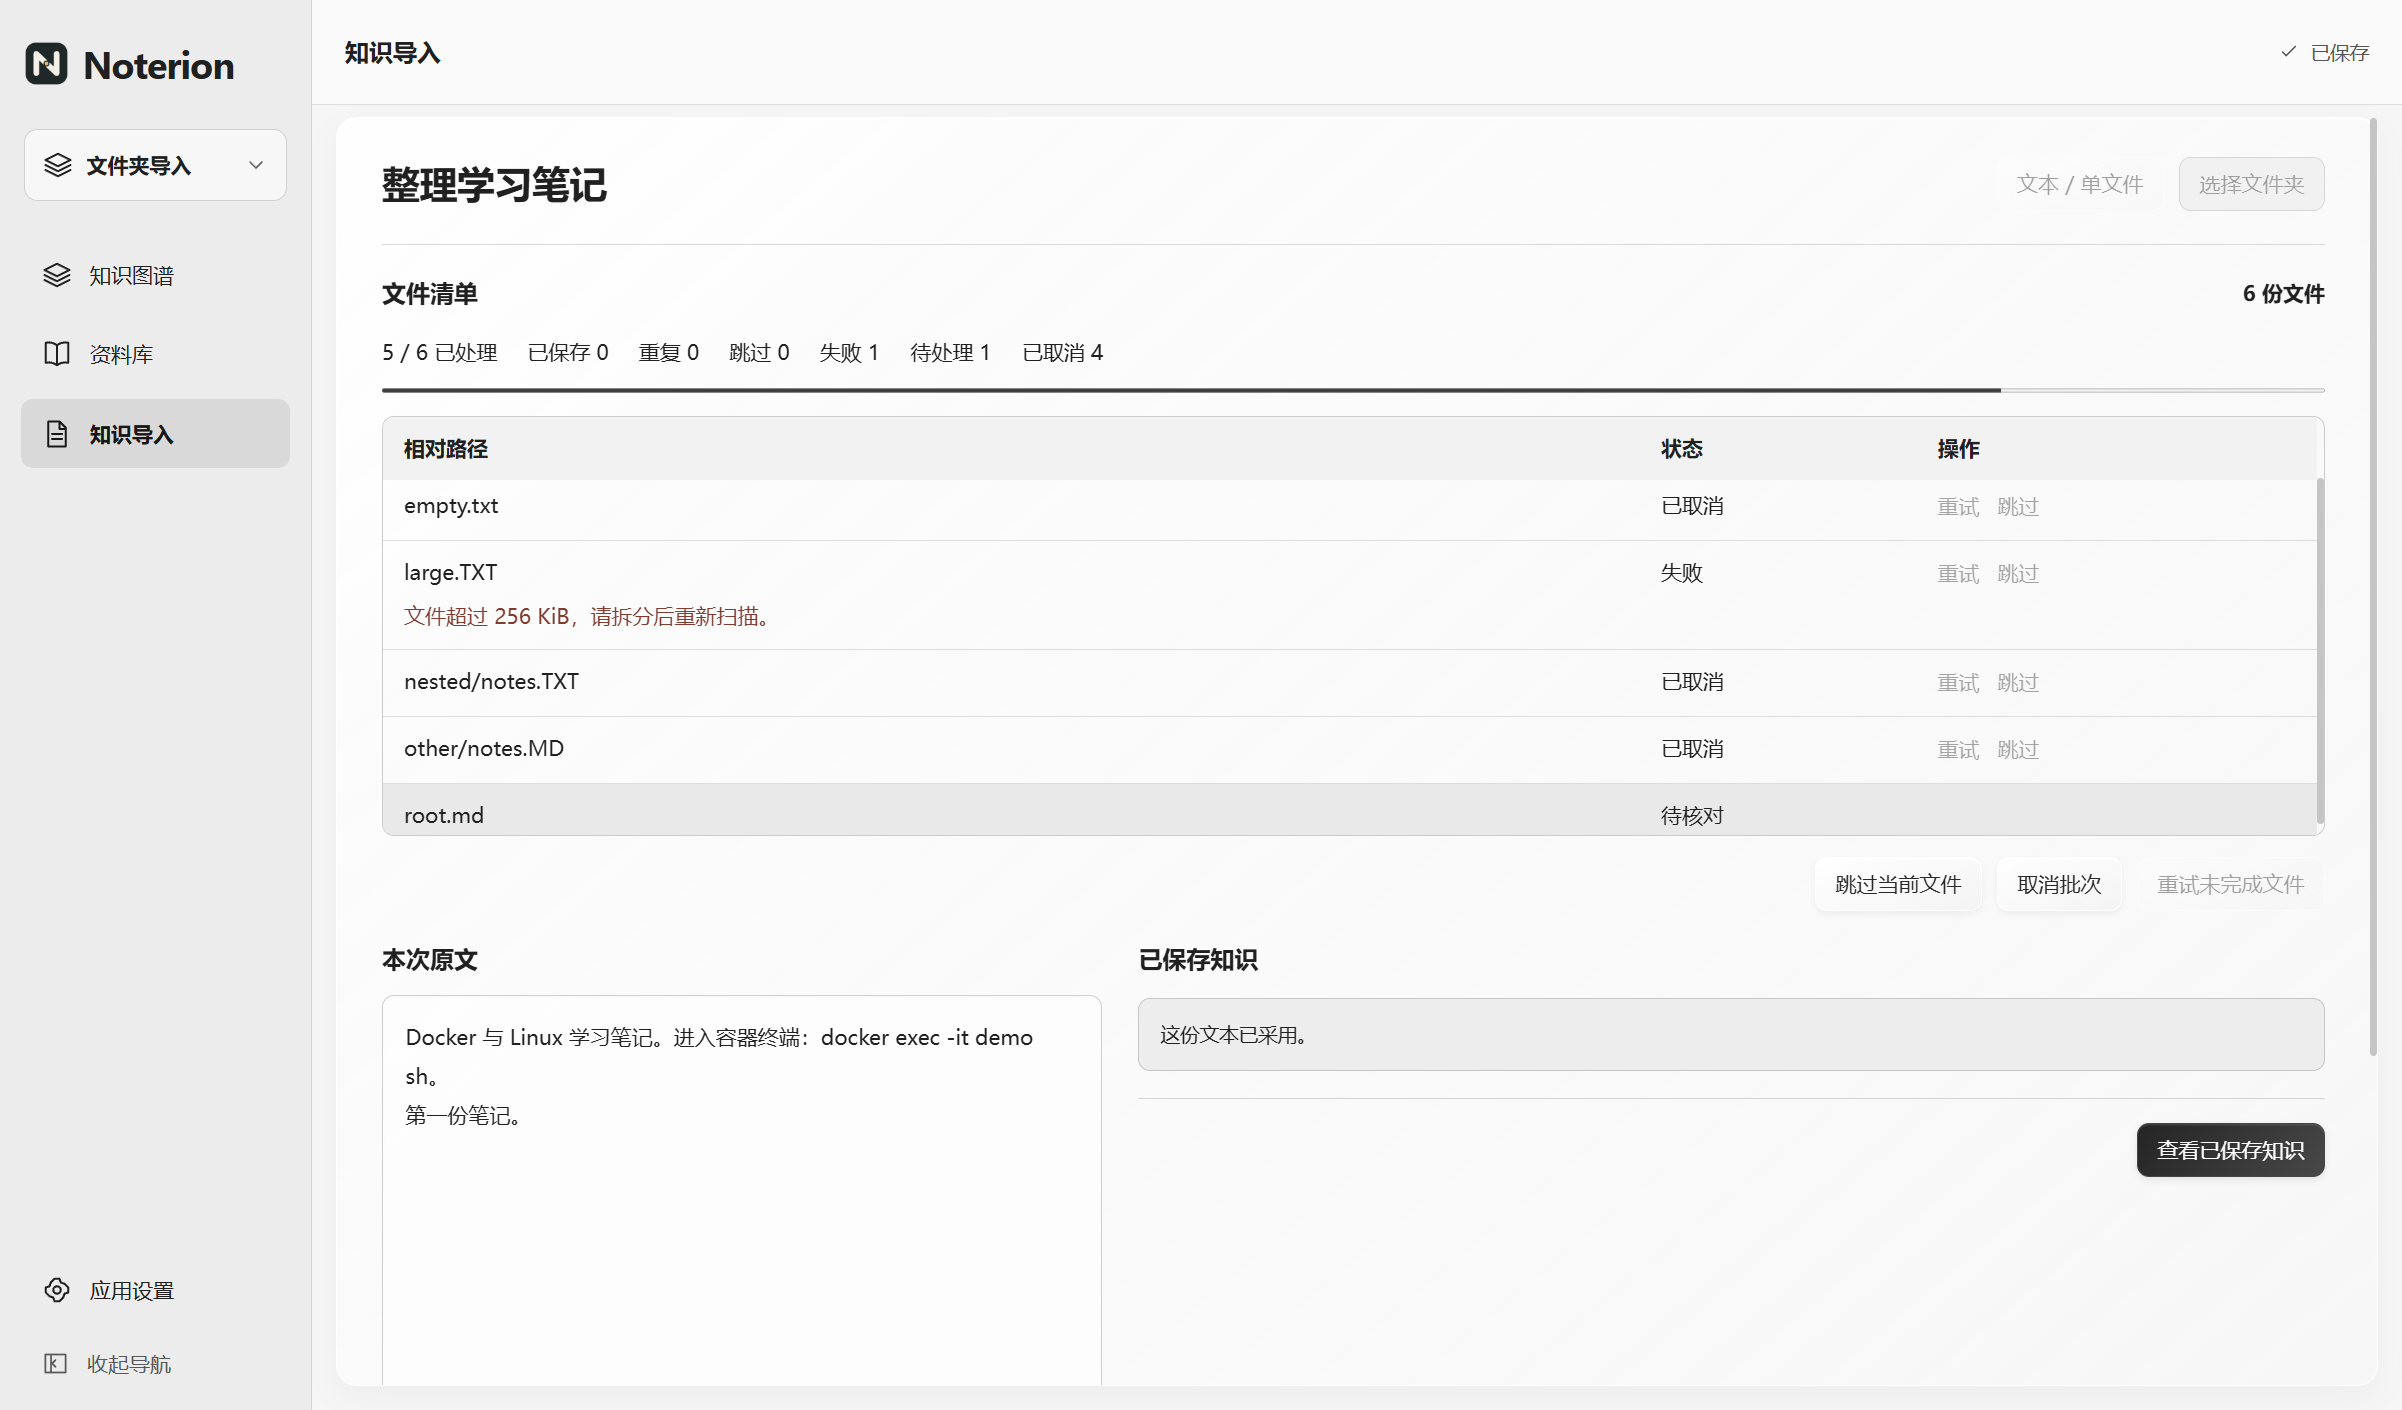 Noterion
文件夹导入
知识图谱
资料库
知识导入
应用设置
收起导航
知识导入
已保存
整理学习笔记
文本 / 单文件
选择文件夹
文件清单
6 份文件
5 / 6 已处理 已保存 0 重复 0 跳过 0 失败 1 待处理 1 已取消 4
相对路径 状态 操作
empty.txt 已取消 重试 跳过
large.TXT 失败 重试 跳过
文件超过 256 KiB，请拆分后重新扫描。
nested/notes.TXT 已取消 重试 跳过
other/notes.MD 已取消 重试 跳过
root.md 待核对
跳过当前文件 取消批次 重试未完成文件
本次原文
Docker 与 Linux 学习笔记。进入容器终端：docker exec -it demo
sh。
第一份笔记。
已保存知识
这份文本已采用。
查看已保存知识